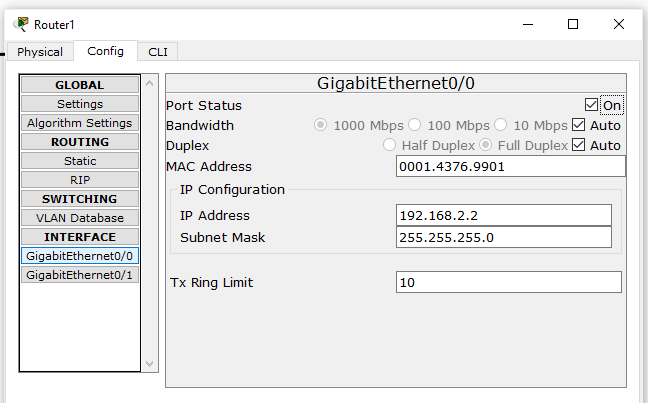 Router1
Physical Config CLI
GLOBAL
Settings
Algorithm Settings
ROUTING
Static
RIP
SWITCHING
VLAN Database
INTERFACE
GigabitEthernet0/0
GigabitEthernet0/1
GigabitEthernet0/0
Port Status On
Bandwidth 1000 Mbps 100 Mbps 10 Mbps Auto
Duplex Half Duplex Full Duplex Auto
MAC Address 0001.4376.9901
IP Configuration
IP Address 192.168.2.2
Subnet Mask 255.255.255.0
Tx Ring Limit 10